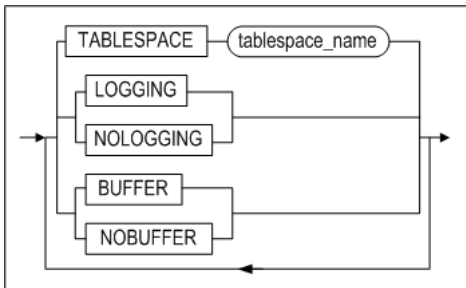 TABLESPACE tablespace_name
LOGGING
NOLOGGING
BUFFER
NOBUFFER